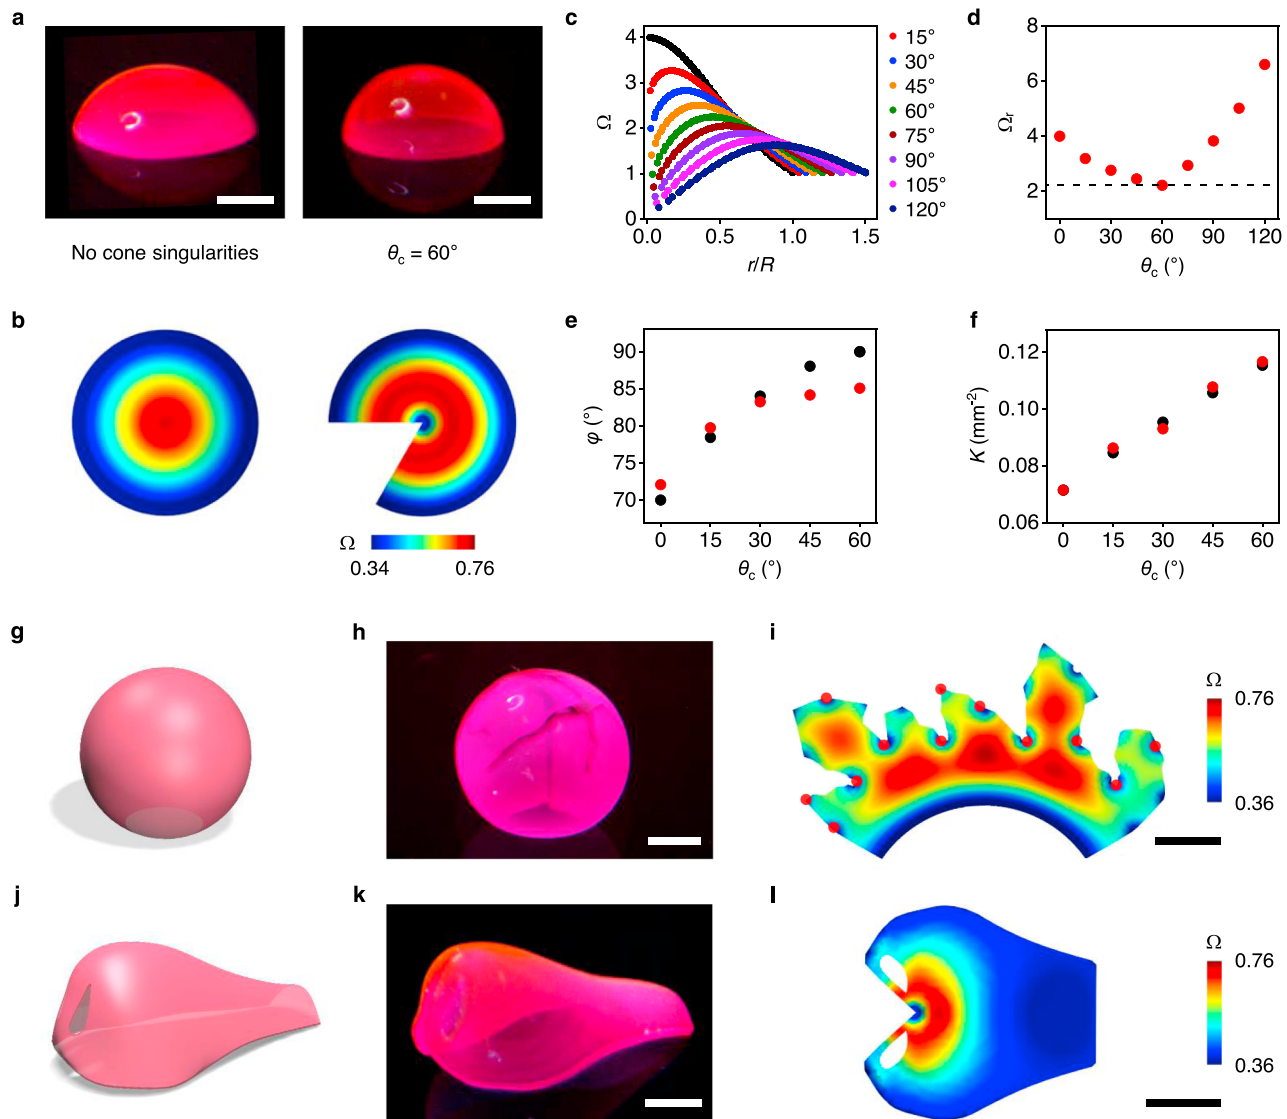 a
No cone singularities
θc = 60°
b
Ω
0.34
0.76
c
Ω
4
3
2
1
0
0.0
0.5
1.0
1.5
r/R
15°
30°
45°
60°
75°
90°
105°
120°
d
Ωr
8
6
4
2
0
30
60
90
120
θc (°)
e
φ (°)
90
85
80
75
70
0
15
30
45
60
θc (°)
f
K (mm-2)
0.12
0.10
0.08
0.06
0
15
30
45
60
θc (°)
g
h
i
Ω
0.76
0.36
j
k
l
Ω
0.76
0.36